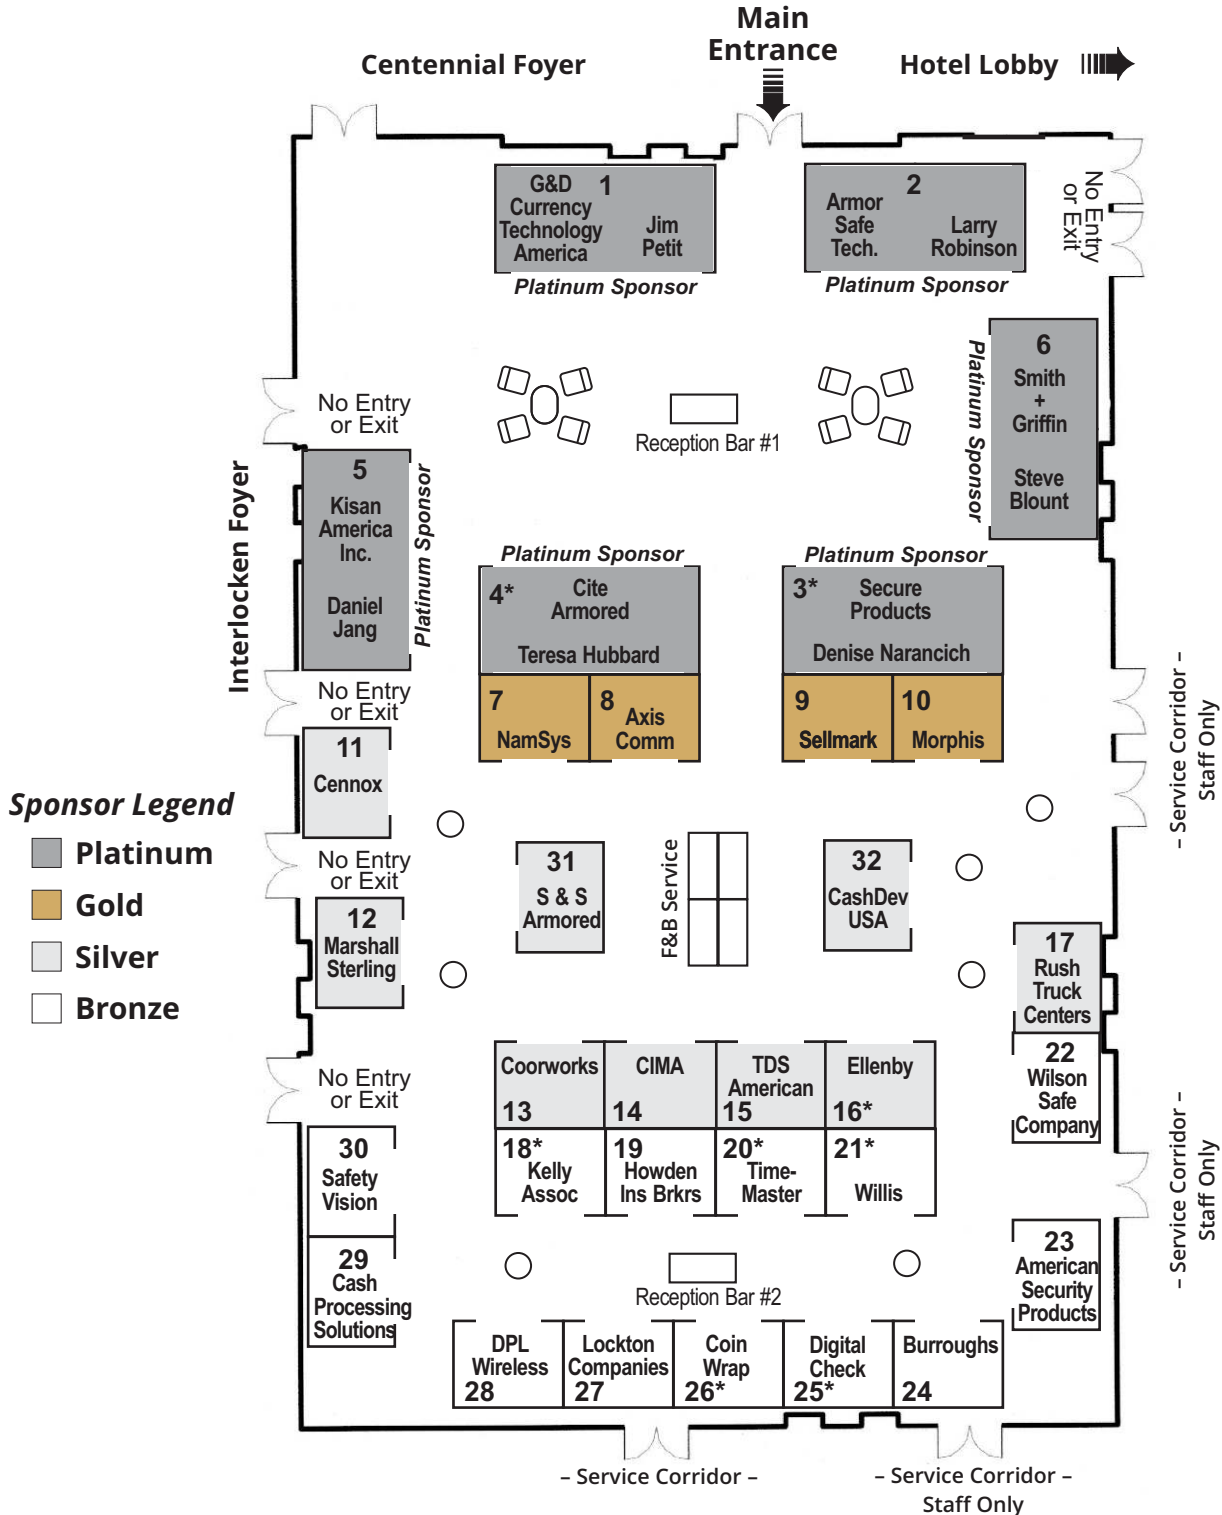 Main
Entrance
Centennial Foyer
Hotel Lobby
1
G&D
Currency
Technology
America
Jim
Petit
Platinum Sponsor
2
Armor
Safe
Tech.
Larry
Robinson
Platinum Sponsor
No Entry
or Exit
6
Smith
+
Griffin
Steve
Blount
Platinum Sponsor
Reception Bar #1
No Entry
or Exit
Interlocken Foyer
5
Kisan
America
Inc.
Daniel
Jang
Platinum Sponsor
Platinum Sponsor
4*
Cite
Armored
Teresa Hubbard
Platinum Sponsor
3*
Secure
Products
Denise Narancich
7
NamSys
8
Axis
Comm
9
Sellmark
10
Morphis
No Entry
or Exit
11
Cennox
– Service Corridor –
Staff Only
Sponsor Legend
Platinum
Gold
Silver
Bronze
No Entry
or Exit
12
Marshall
Sterling
31
S & S
Armored
F&B Service
32
CashDev
USA
17
Rush
Truck
Centers
22
Wilson
Safe
Company
No Entry
or Exit
Coorworks
13
CIMA
14
TDS
American
15
Ellenby
16*
18*
Kelly
Assoc
19
Howden
Ins Brkrs
20*
Time-
Master
21*
Willis
30
Safety
Vision
29
Cash
Processing
Solutions
– Service Corridor –
Staff Only
23
American
Security
Products
Reception Bar #2
DPL
Wireless
28
Lockton
Companies
27
Coin
Wrap
26*
Digital
Check
25*
Burroughs
24
– Service Corridor –
– Service Corridor –
Staff Only